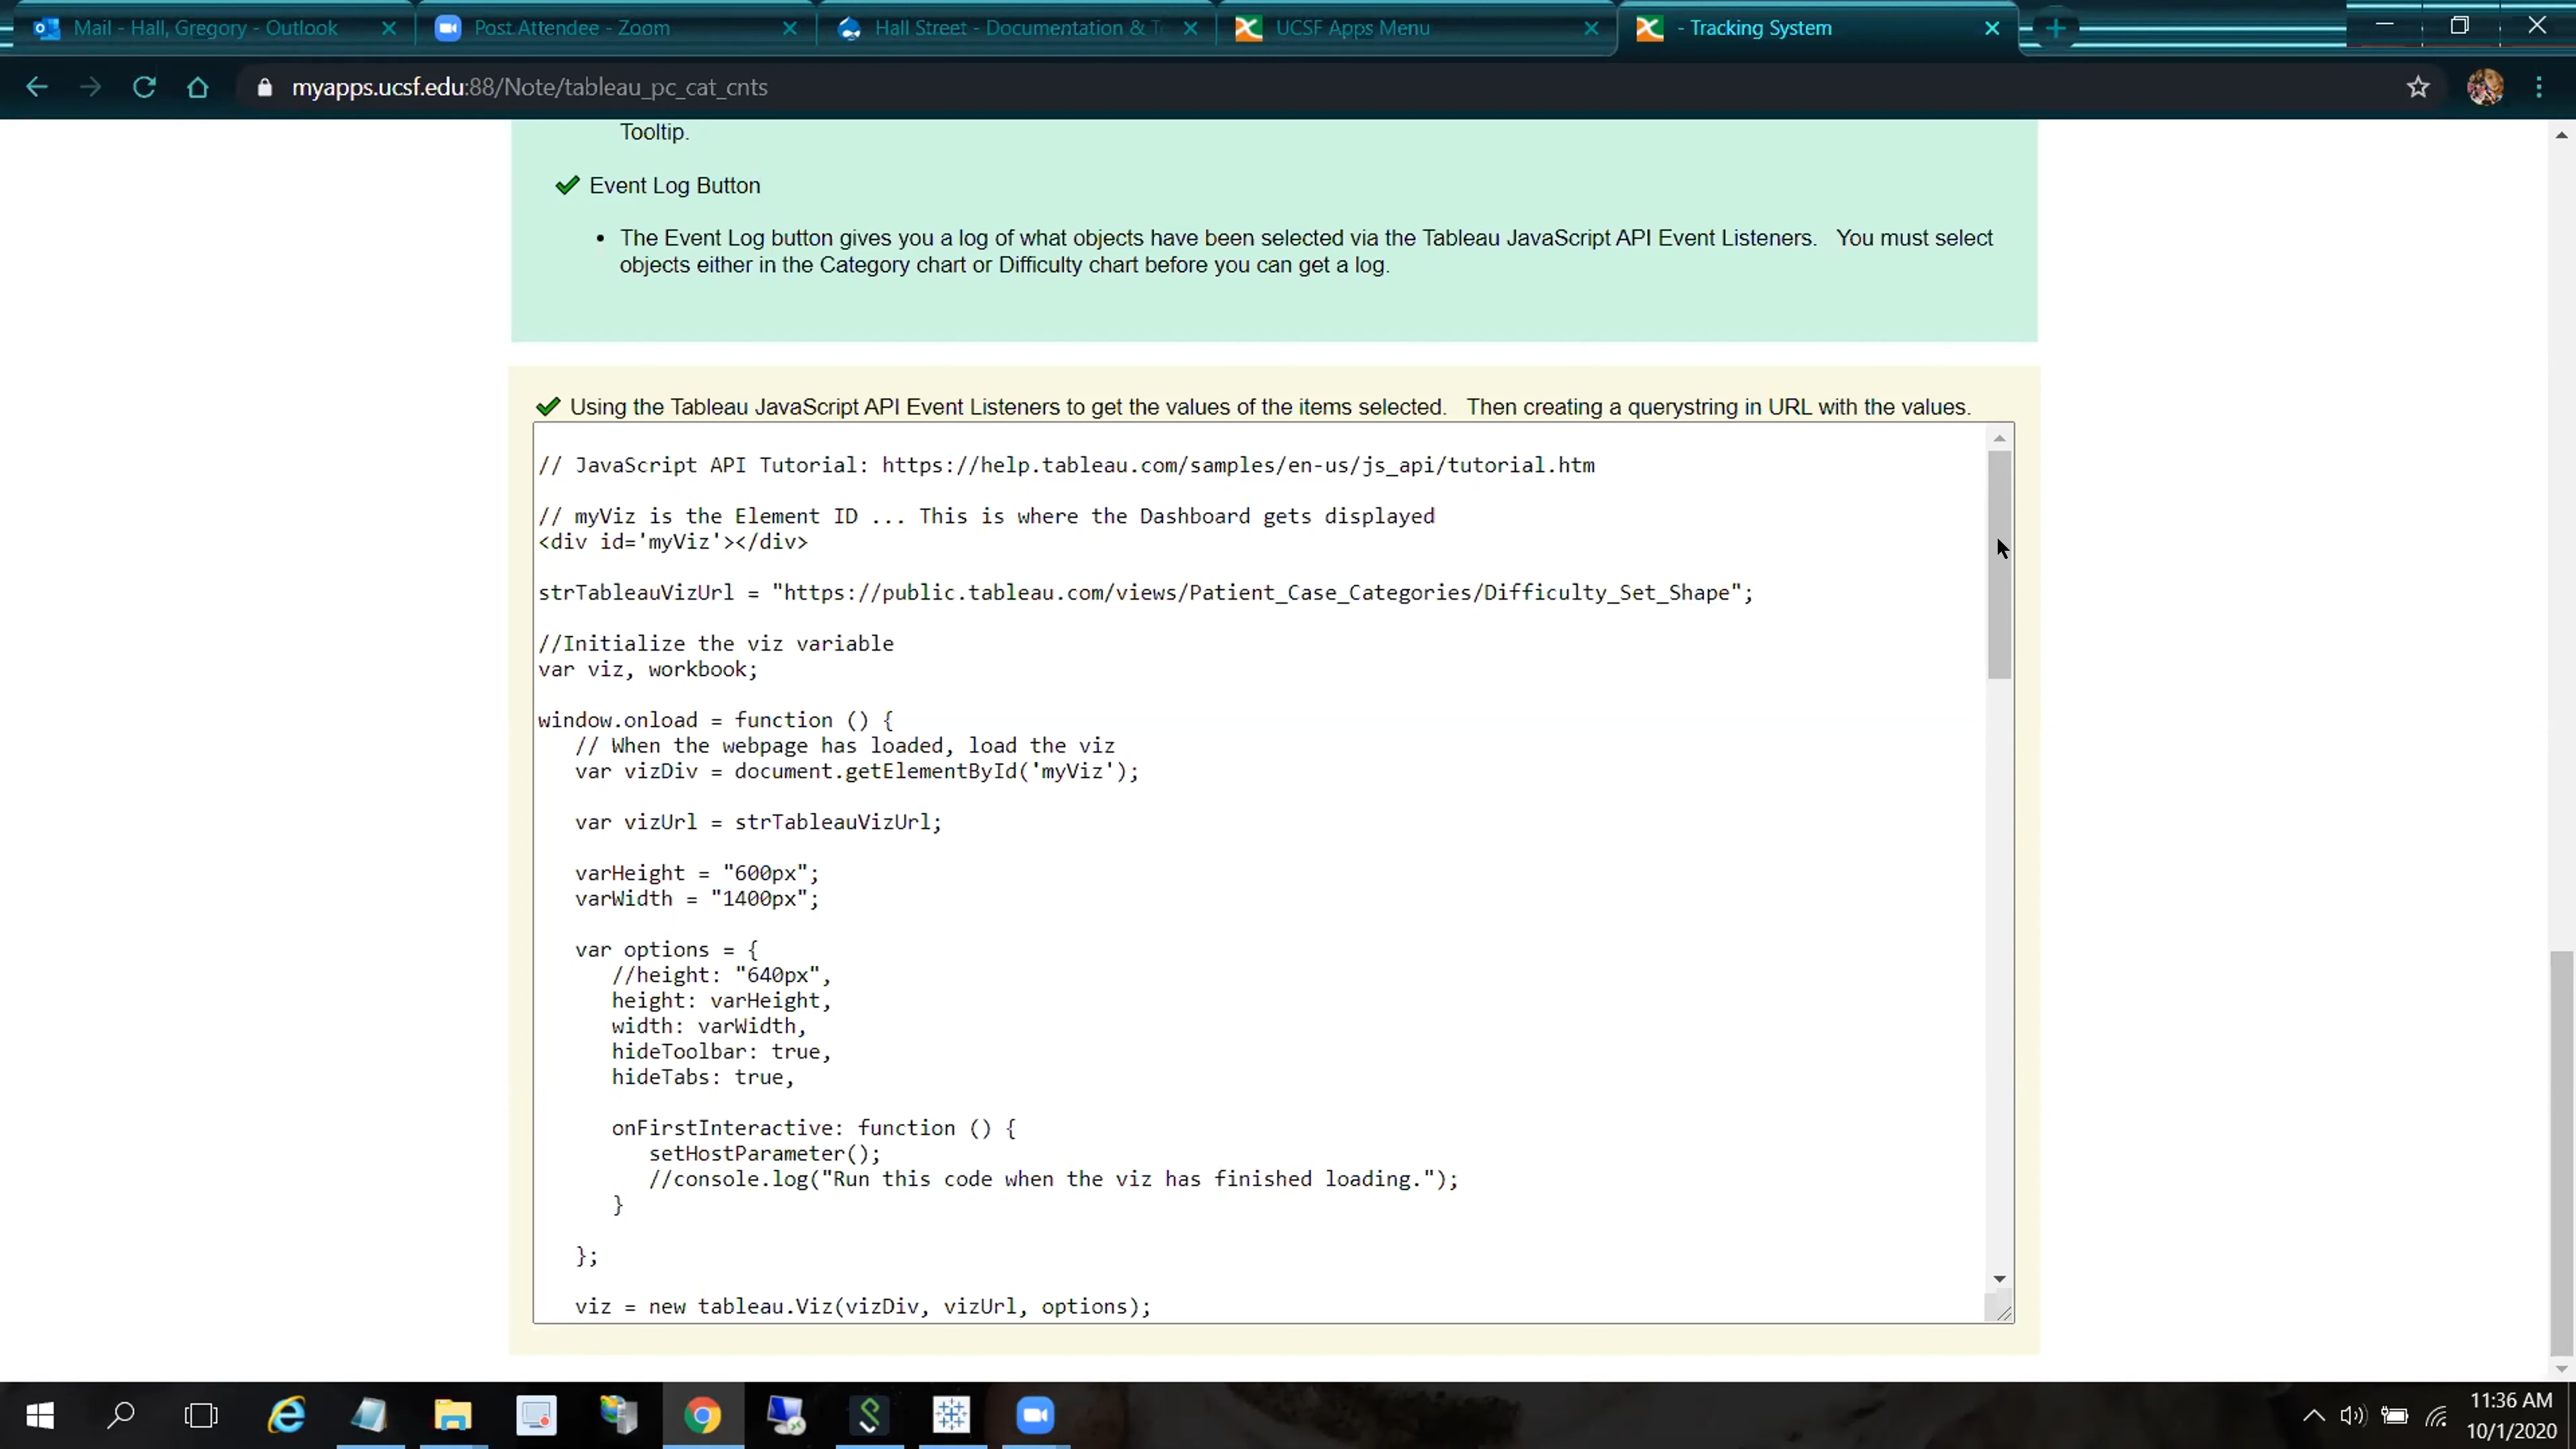 Mail - Hall, Gregory - Outlook
Post Attendee - Zoom
Hall Street - Documentation & T
UCSF Apps Menu
- Tracking System
myapps.ucsf.edu:88/Note/tableau_pc_cat_cnts
Tooltip.
Event Log Button
• The Event Log button gives you a log of what objects have been selected via the Tableau JavaScript API Event Listeners. You must select
objects either in the Category chart or Difficulty chart before you can get a log.
Using the Tableau JavaScript API Event Listeners to get the values of the items selected. Then creating a querystring in URL with the values.
// JavaScript API Tutorial: https://help.tableau.com/samples/en-us/js_api/tutorial.htm
// myViz is the Element ID ... This is where the Dashboard gets displayed
<div id='myViz'></div>
strTableauVizUrl = "https://public.tableau.com/views/Patient_Case_Categories/Difficulty_Set_Shape";
//Initialize the viz variable
var viz, workbook;
window.onload = function () {
// When the webpage has loaded, load the viz
var vizDiv = document.getElementById('myViz');
var vizUrl = strTableauVizUrl;
varHeight = "600px";
varWidth = "1400px";
var options = {
//height: "640px",
height: varHeight,
width: varWidth,
hideToolbar: true,
hideTabs: true,
onFirstInteractive: function () {
setHostParameter();
//console.log("Run this code when the viz has finished loading.");
}
};
viz = new tableau.Viz(vizDiv, vizUrl, options);
11:36 AM
10/1/2020